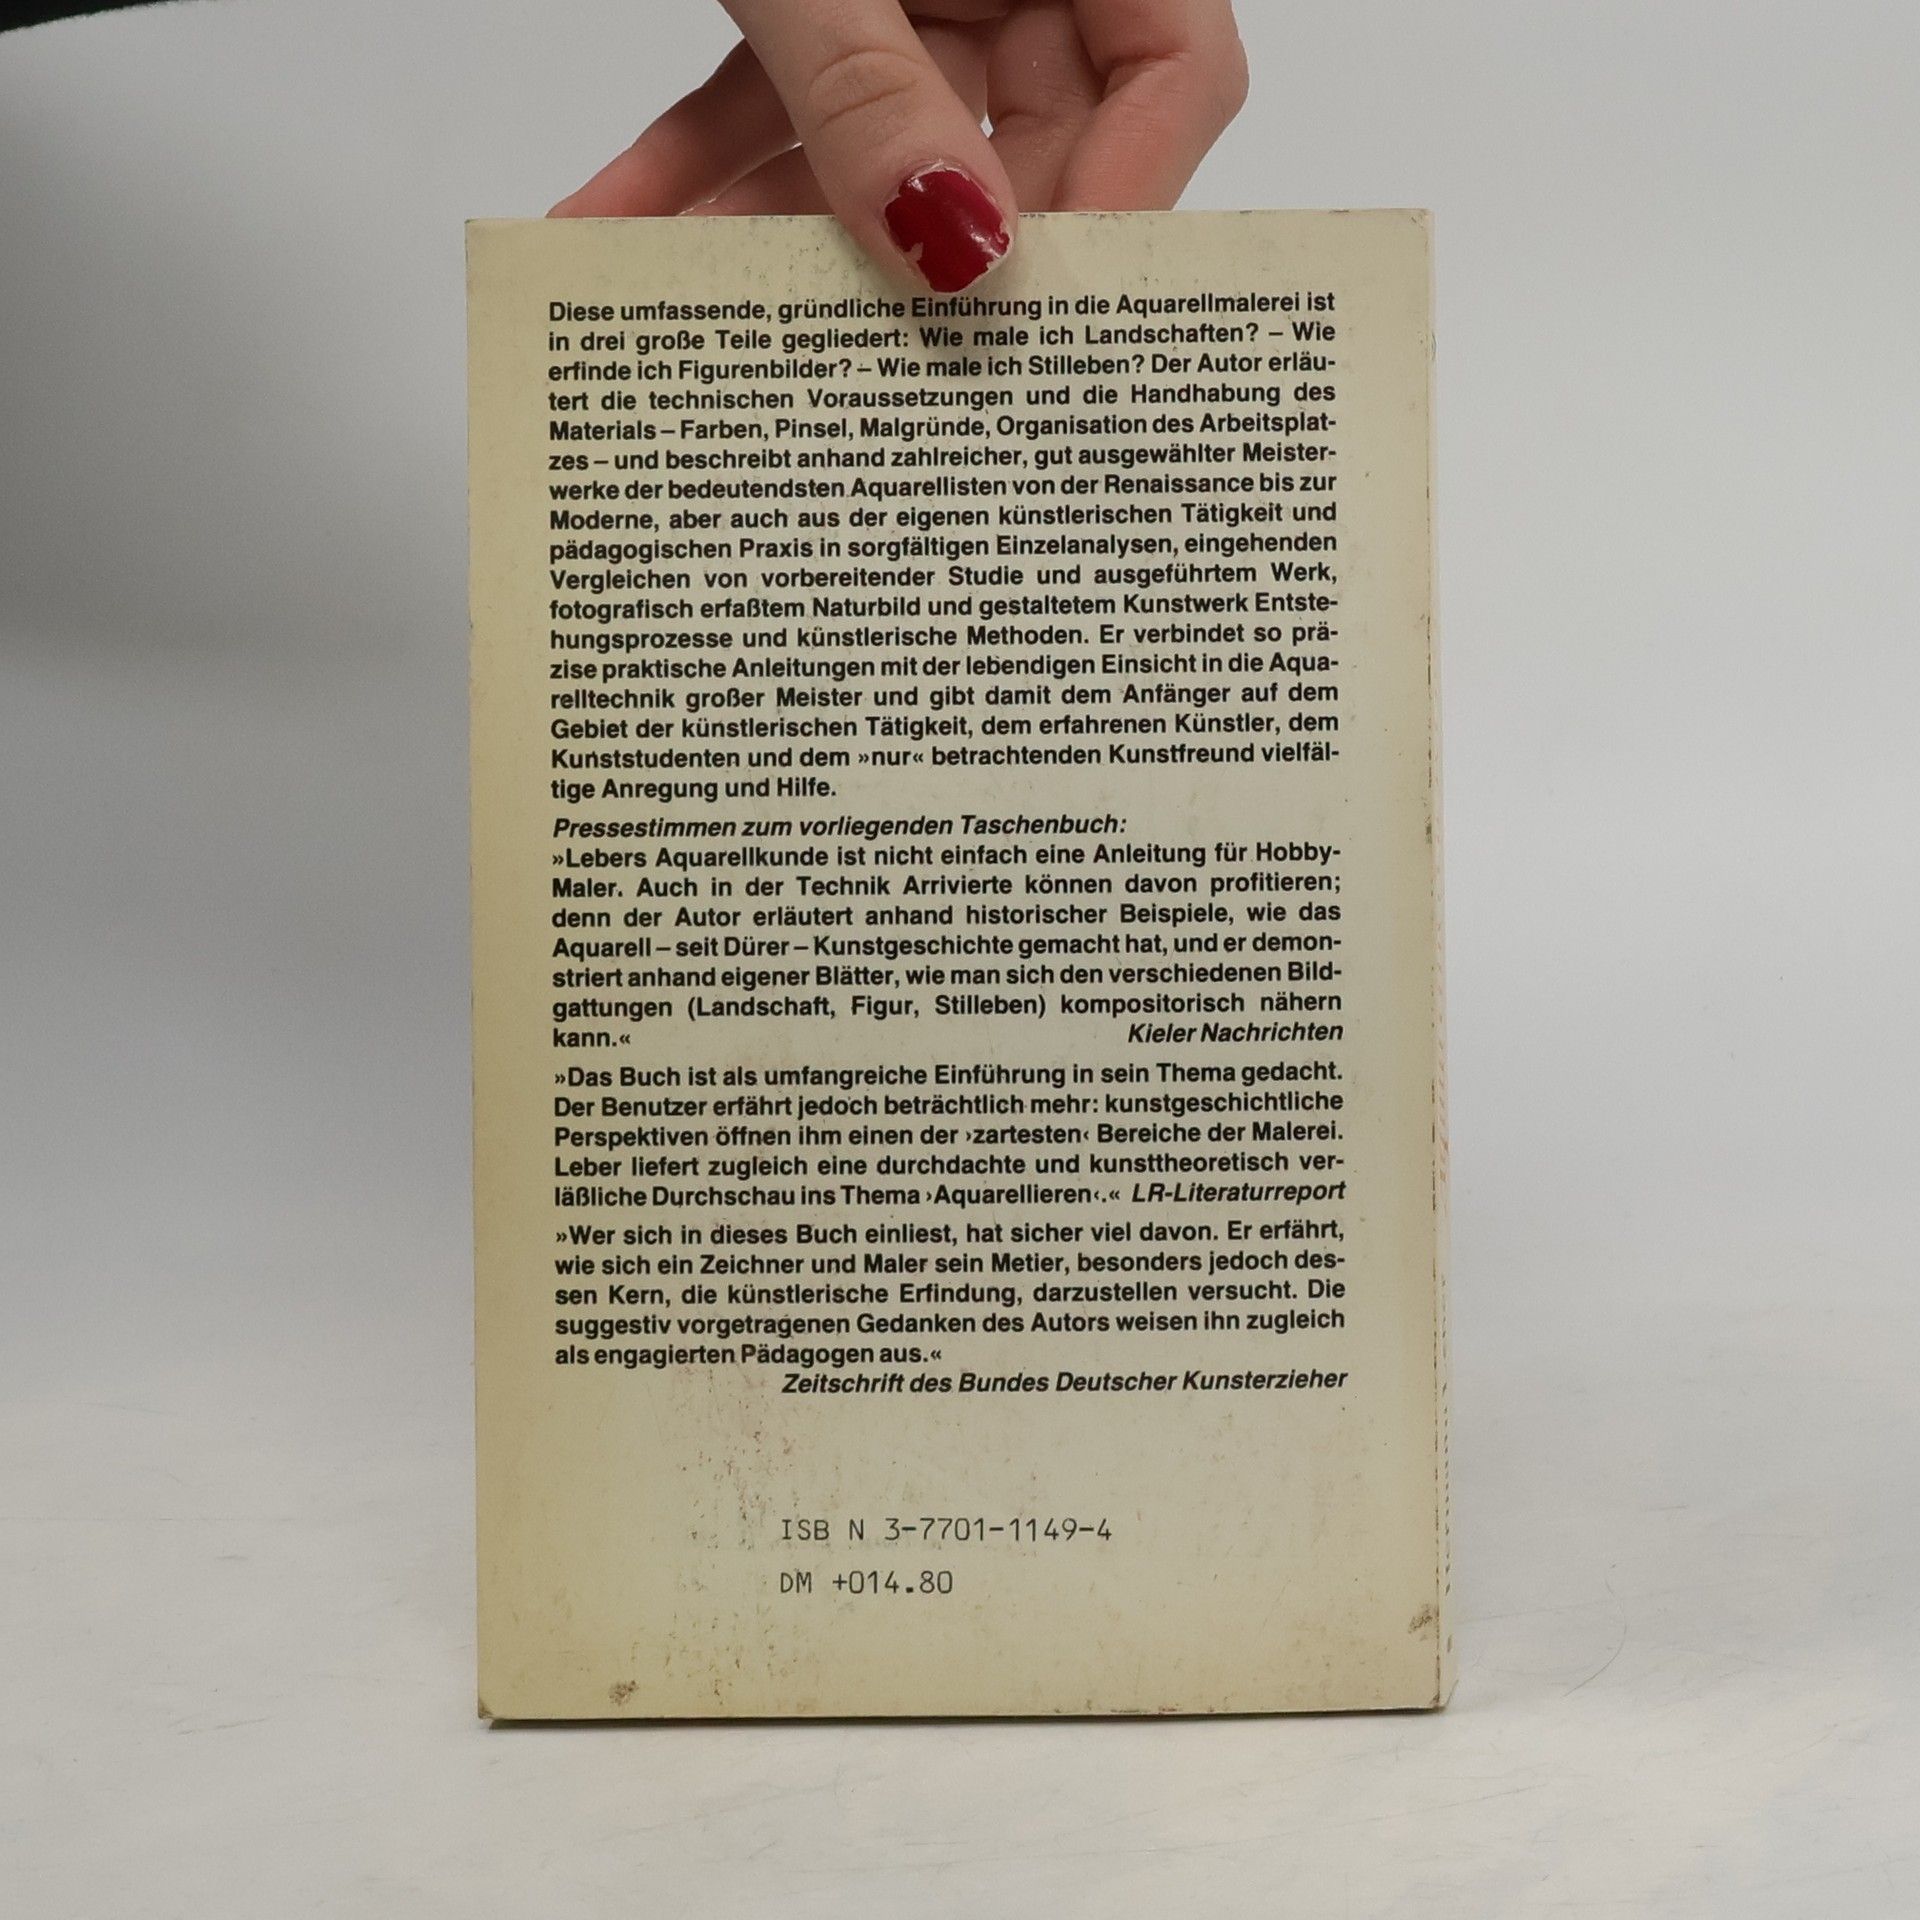 Diese umfassende, gründliche Einführung in die Aquarellmalerei ist
in drei große Teile gegliedert: Wie male ich Landschaften? – Wie
erfinde ich Figurenbilder? – Wie male ich Stilleben? Der Autor erläu-
tert die technischen Voraussetzungen und die Handhabung des
Materials – Farben, Pinsel, Malgründe, Organisation des Arbeitsplat-
zes – und beschreibt anhand zahlreicher, gut ausgewählter Meister-
werke der bedeutendsten Aquarellisten von der Renaissance bis zur
Moderne, aber auch aus der eigenen künstlerischen Tätigkeit und
pädagogischen Praxis in sorgfältigen Einzelanalysen, eingehenden
Vergleichen von vorbereitender Studie und ausgeführtem Werk,
fotografisch erfaßtem Naturbild und gestaltetem Kunstwerk Entste-
hungsprozesse und künstlerische Methoden. Er verbindet so prä-
zise praktische Anleitungen mit der lebendigen Einsicht in die Aqua-
relltechnik großer Meister und gibt damit dem Anfänger auf dem
Gebiet der künstlerischen Tätigkeit, dem erfahrenen Künstler, dem
Kunststudenten und dem »nur« betrachtenden Kunstfreund vielfäl-
tige Anregung und Hilfe.
Pressestimmen zum vorliegenden Taschenbuch:
»Lebers Aquarellkunde ist nicht einfach eine Anleitung für Hobby-
Maler. Auch in der Technik Arrivierte können davon profitieren;
denn der Autor erläutert anhand historischer Beispiele, wie das
Aquarell – seit Dürer – Kunstgeschichte gemacht hat, und er demon-
striert anhand eigener Blätter, wie man sich den verschiedenen Bild-
gattungen (Landschaft, Figur, Stilleben) kompositorisch nähern
kann.« Kieler Nachrichten
»Das Buch ist als umfangreiche Einführung in sein Thema gedacht.
Der Benutzer erfährt jedoch beträchtlich mehr: kunstgeschichtliche
Perspektiven öffnen ihm einen der ›zartesten‹ Bereiche der Malerei.
Leber liefert zugleich eine durchdachte und kunsttheoretisch ver-
läßliche Durchschau ins Thema ›Aquarellieren‹.« LR-Literaturreport
»Wer sich in dieses Buch einliest, hat sicher viel davon. Er erfährt,
wie sich ein Zeichner und Maler sein Metier, besonders jedoch des-
sen Kern, die künstlerische Erfindung, darzustellen versucht. Die
suggestiv vorgetragenen Gedanken des Autors weisen ihn zugleich
als engagierten Pädagogen aus.«
Zeitschrift des Bundes Deutscher Kunsterzieher
ISB N 3-7701-1149-4
DM +014.80